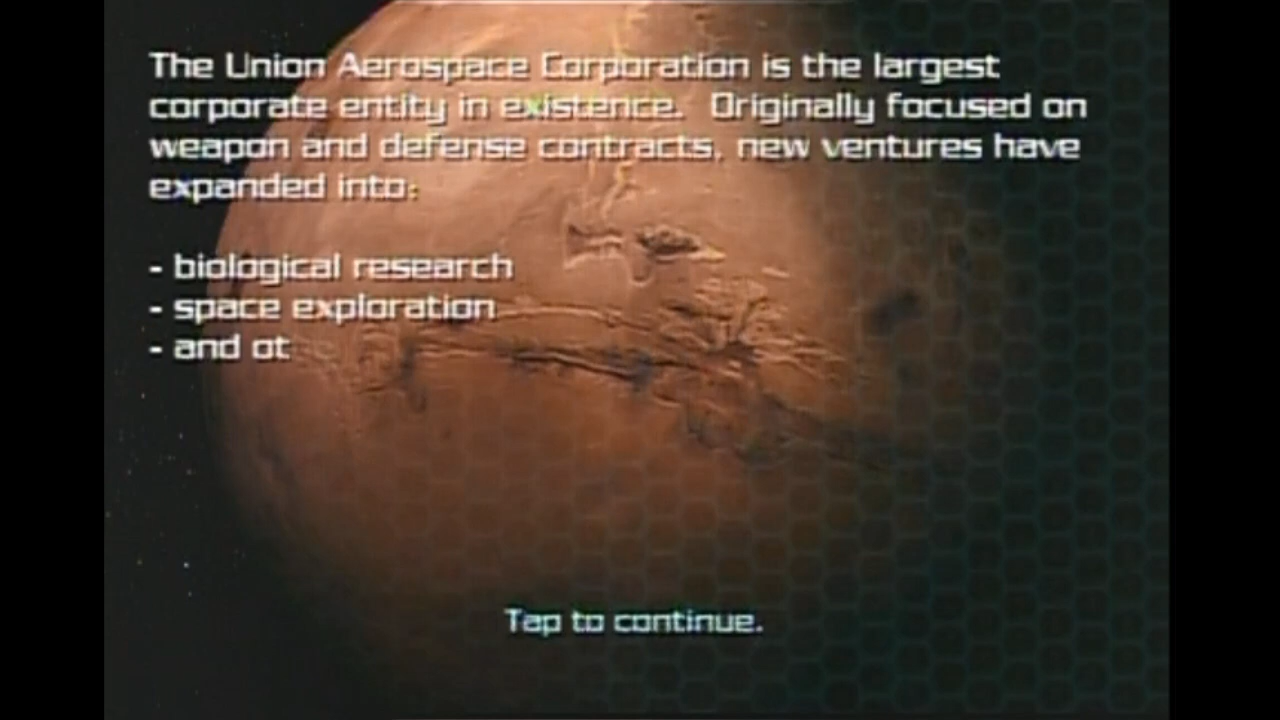 The Union Aerospace Corporation is the largest
corporate entity in existence.  Originally focused on
weapon and defense contracts, new ventures have
expanded into:
- biological research
- space exploration
- and ot
Tap to continue.